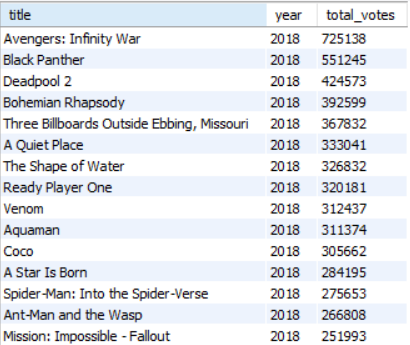 title year total_votes
Avengers: Infinity War 2018 725138
Black Panther 2018 551245
Deadpool 2 2018 424573
Bohemian Rhapsody 2018 392599
Three Billboards Outside Ebbing, Missouri 2018 367832
A Quiet Place 2018 333041
The Shape of Water 2018 326832
Ready Player One 2018 320181
Venom 2018 312437
Aquaman 2018 311374
Coco 2018 305662
A Star Is Born 2018 284195
Spider-Man: Into the Spider-Verse 2018 275653
Ant-Man and the Wasp 2018 266808
Mission: Impossible - Fallout 2018 251993